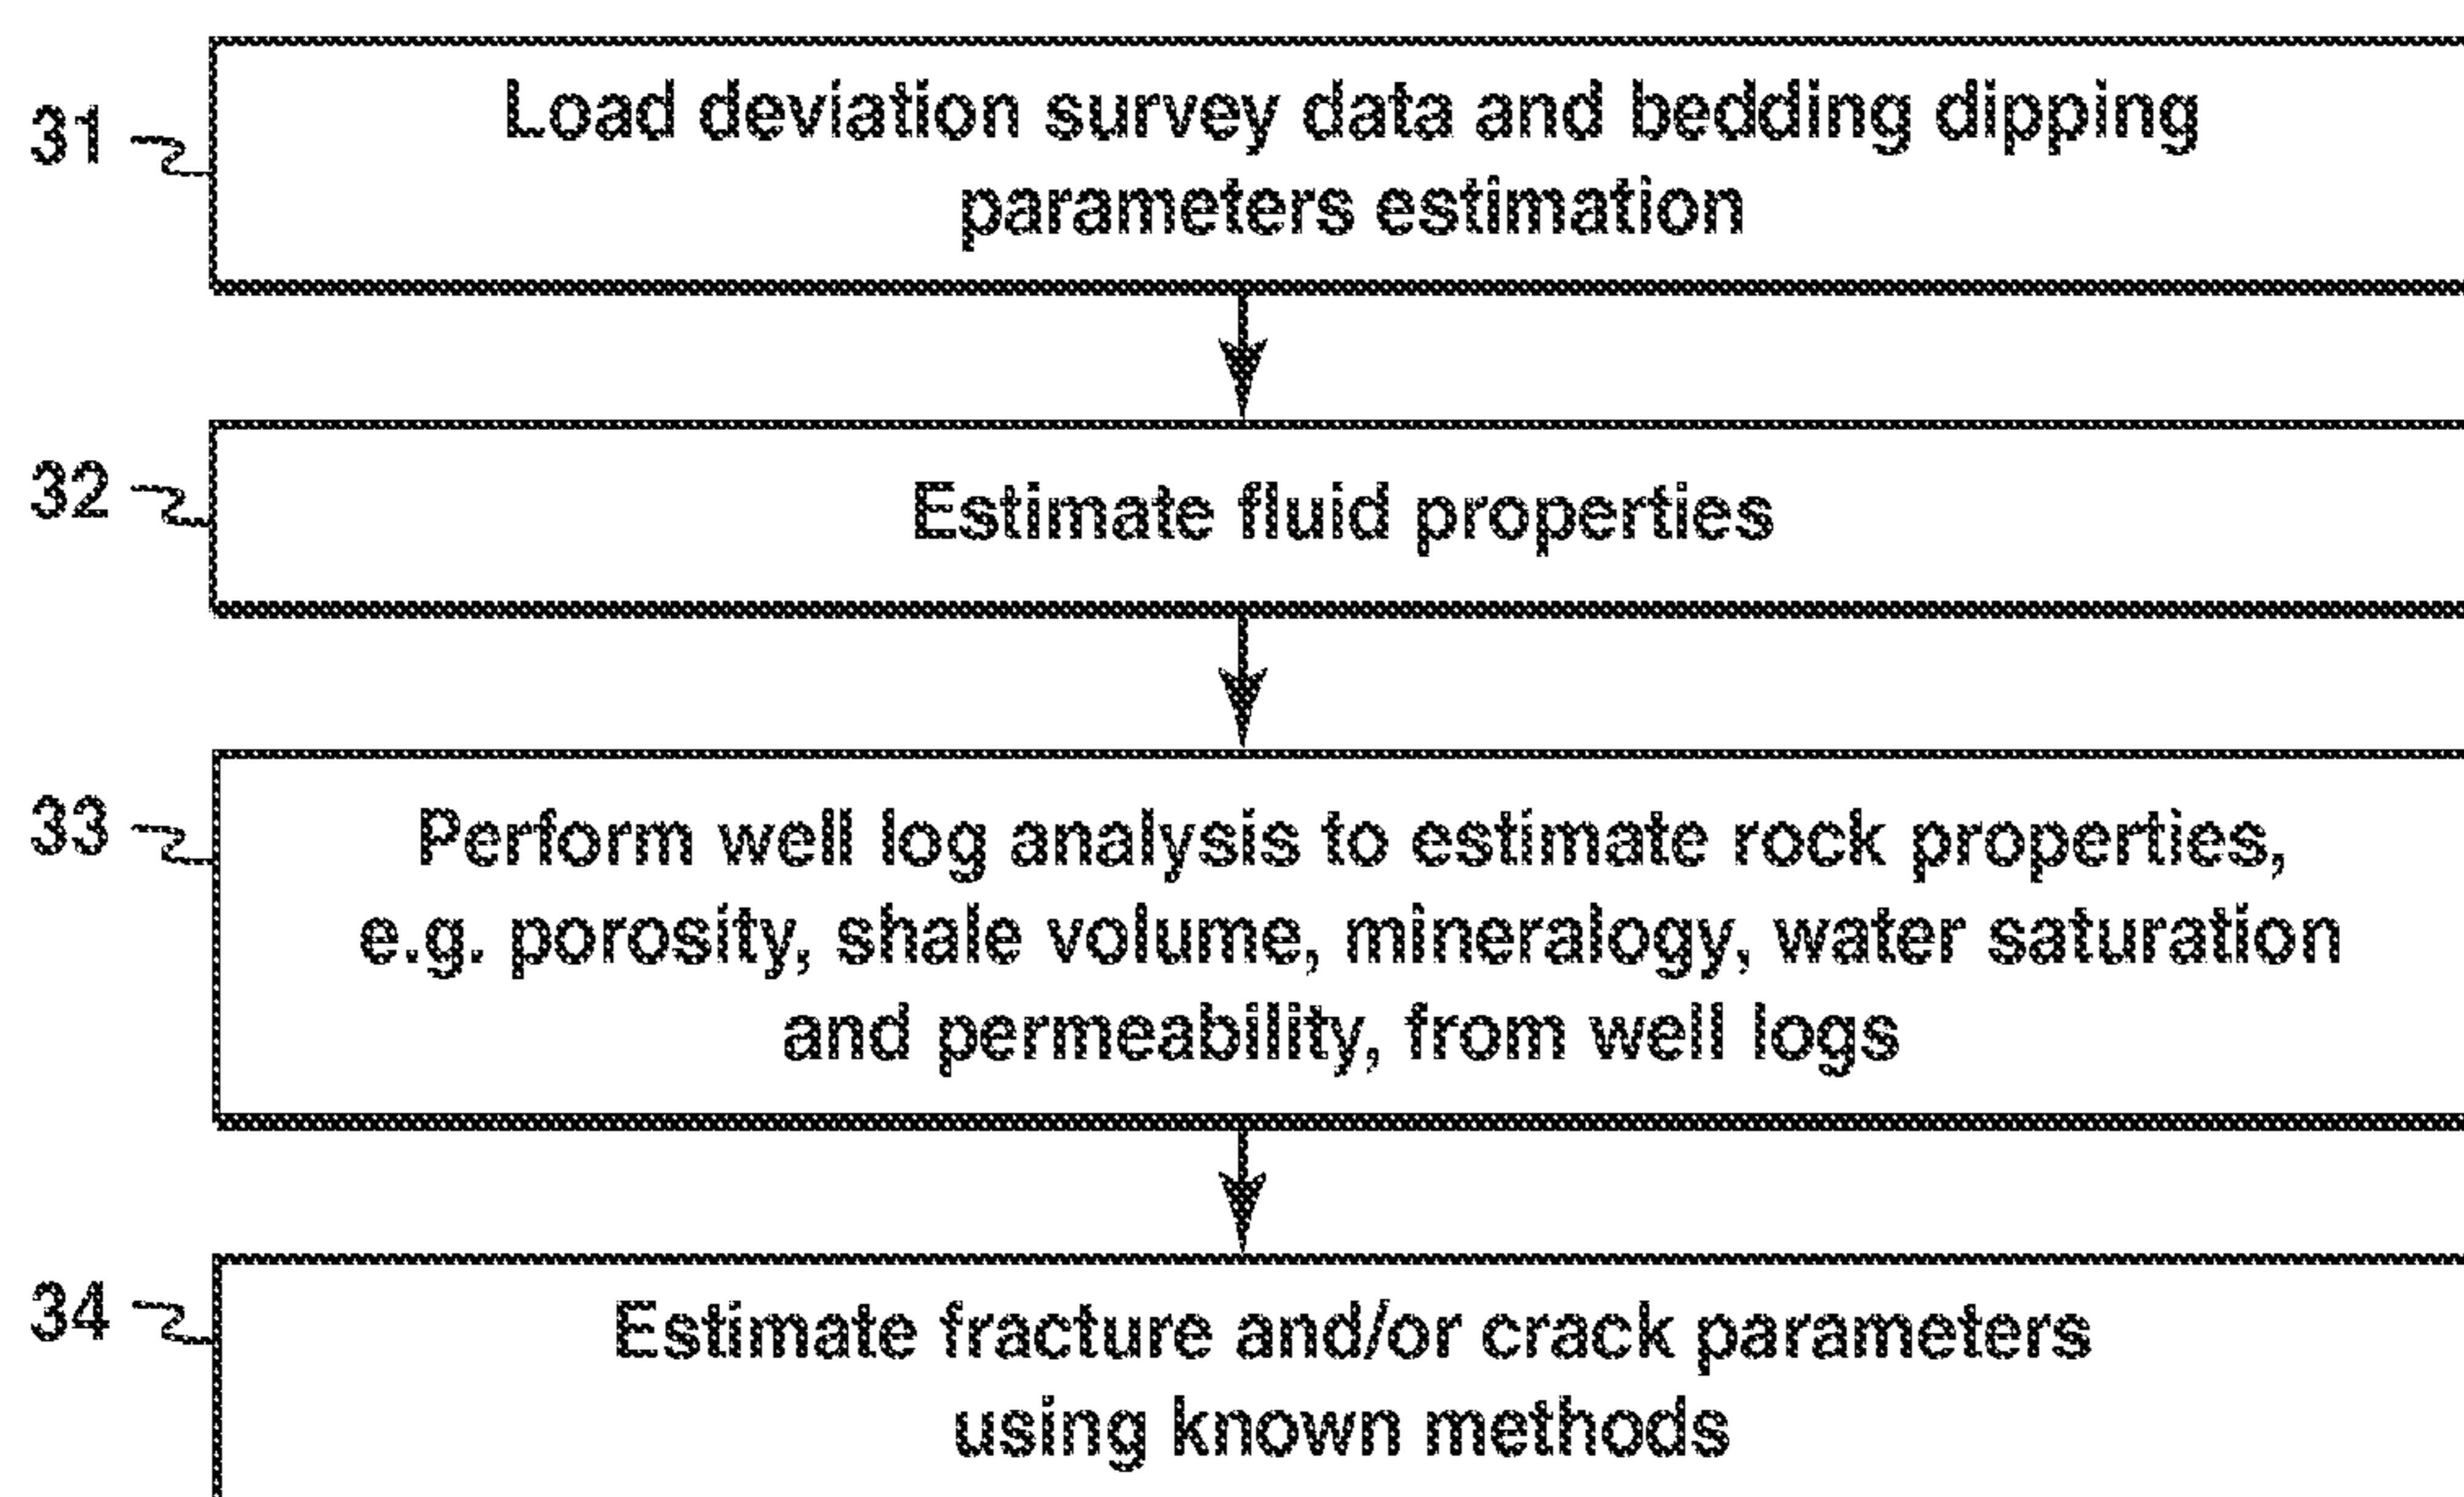 31
Load deviation survey data and bedding dipping
parameters estimation
32
Estimate fluid properties
33
Perform well log analysis to estimate rock properties,
e.g. porosity, shale volume, mineralogy, water saturation
and permeability, from well logs
34
Estimate fracture and/or crack parameters
using known methods